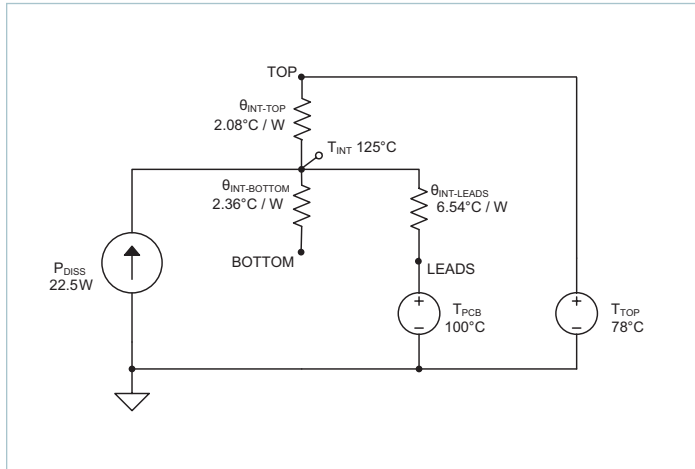 TOP
θINT-TOP
2.08°C / W
TINT 125°C
θINT-BOTTOM
2.36°C / W
θINT-LEADS
6.54°C / W
BOTTOM
LEADS
PDISS
22.5W
+
–
TPCB
100°C
+
–
TTOP
78°C